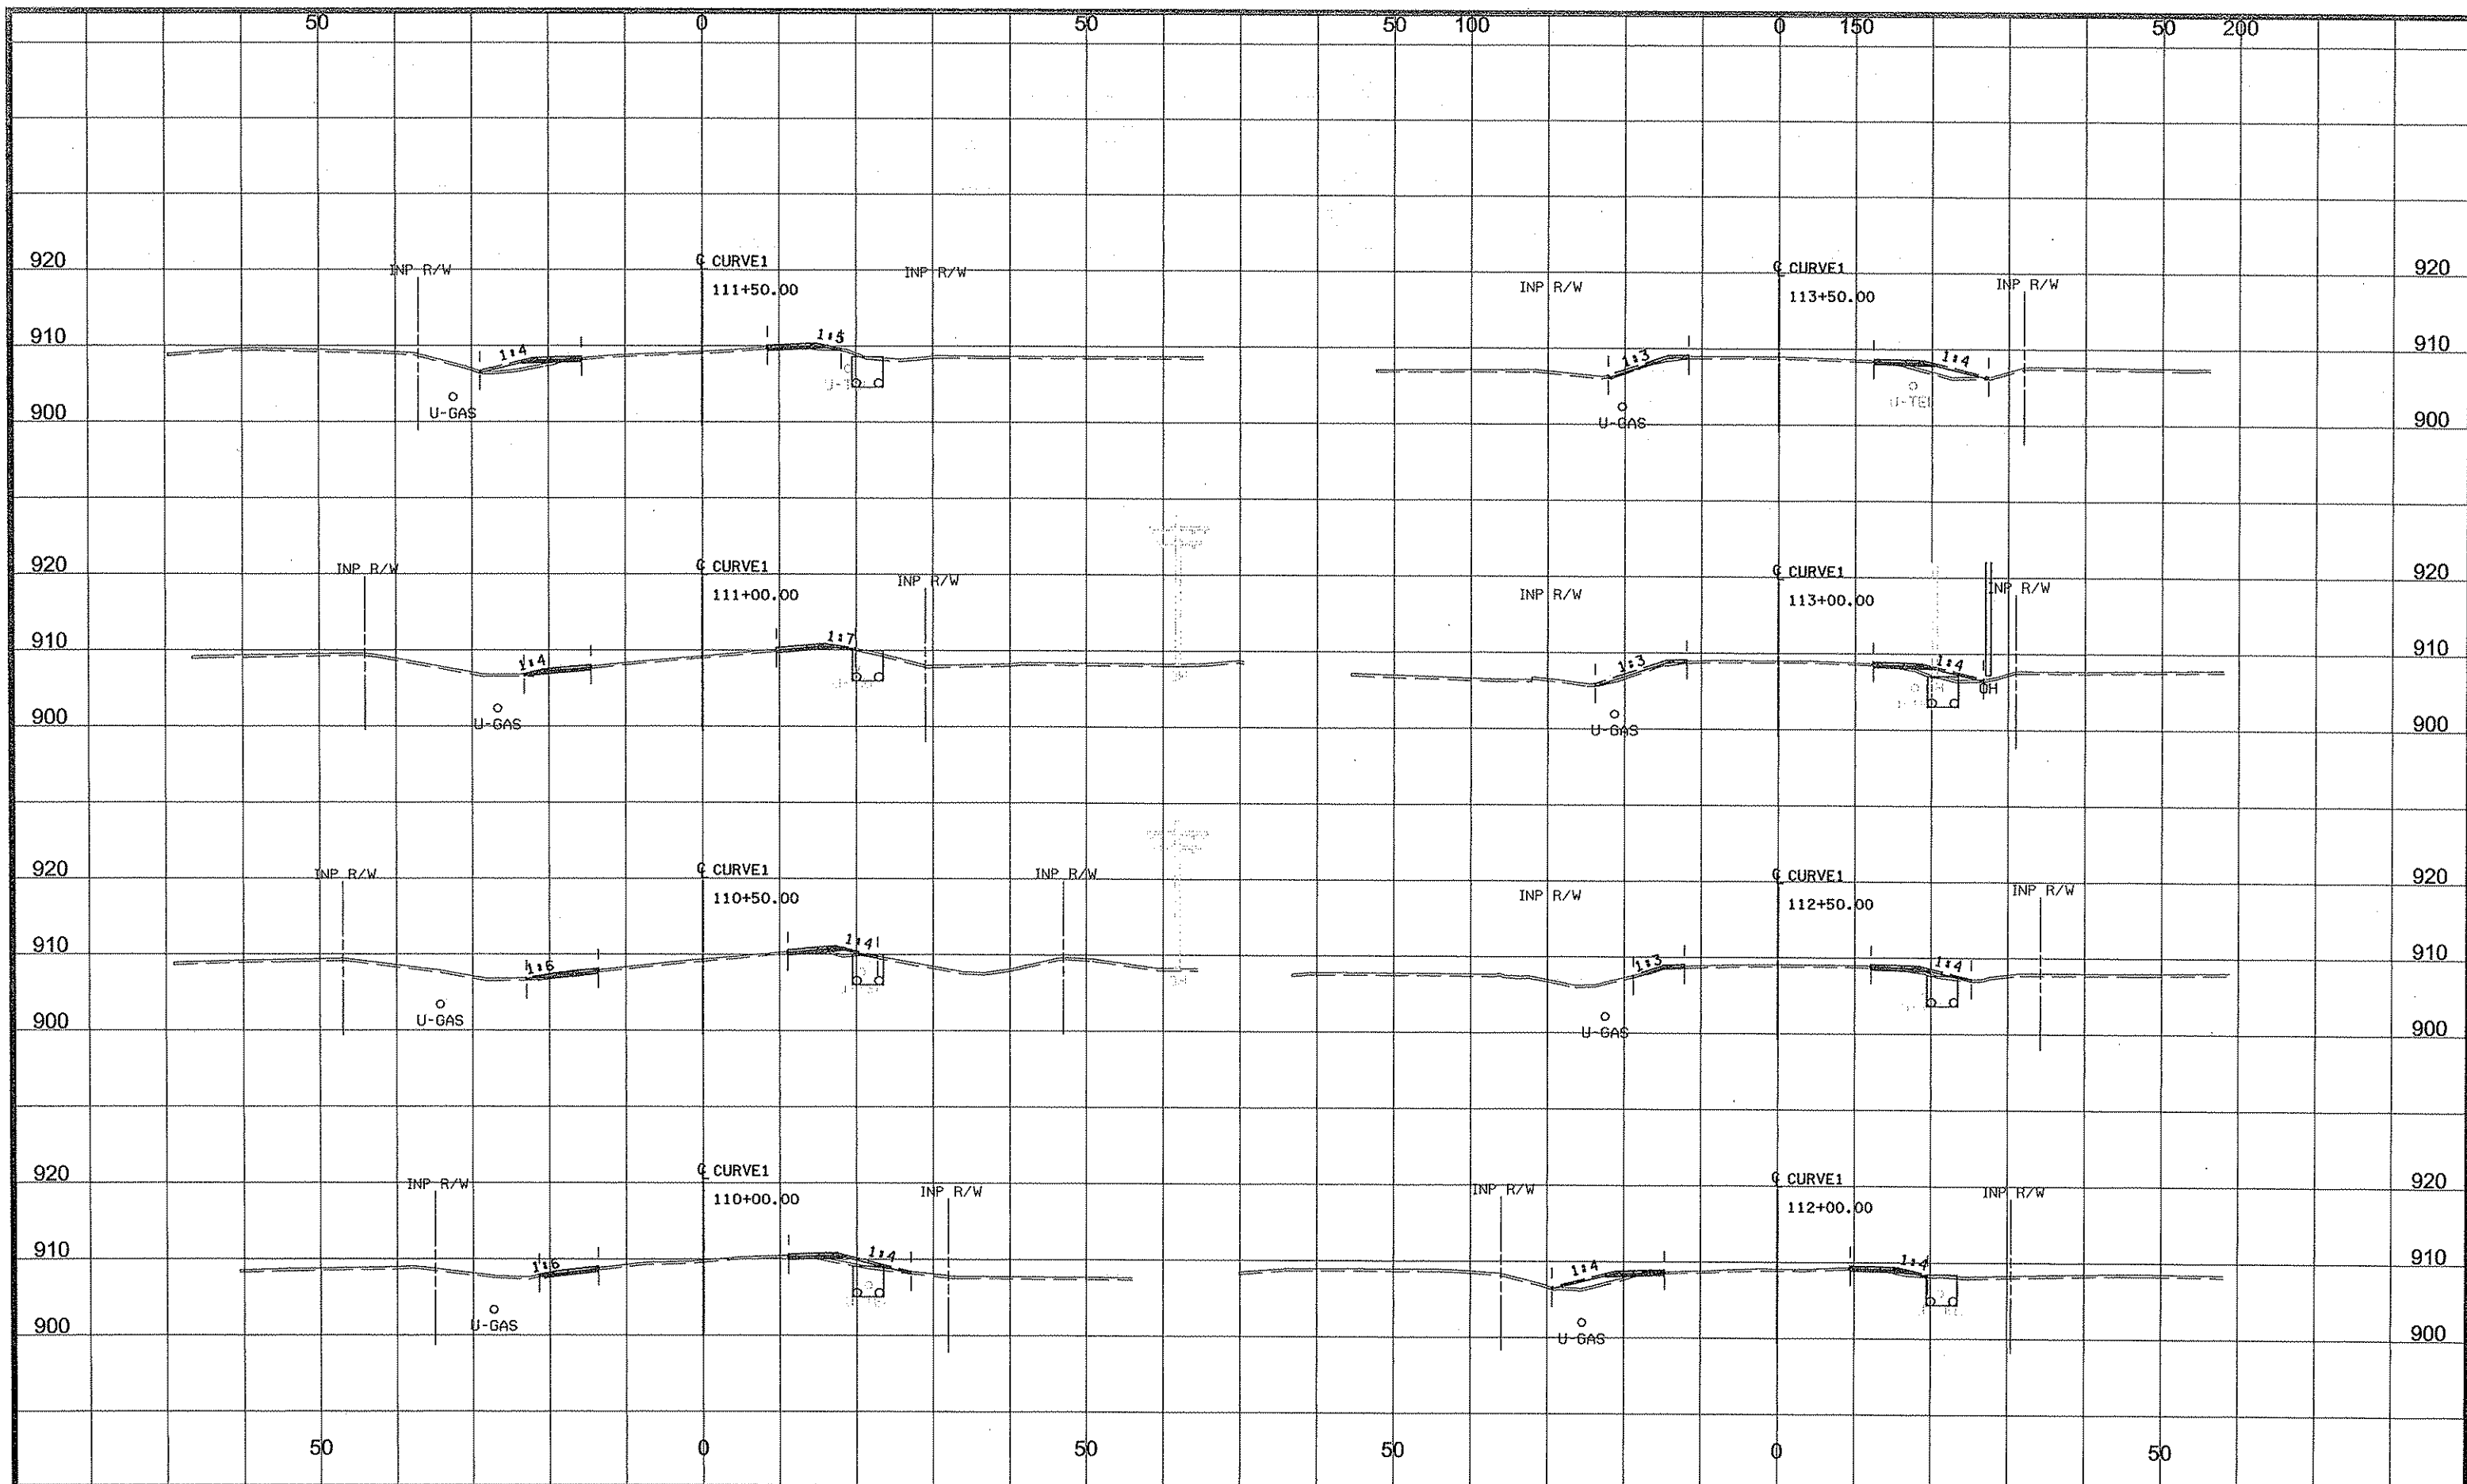 50 0 50 50 100 0 150 50 200
INP R/W ℄ CURVE1 INP R/W INP R/W ℄ CURVE1 INP R/W
920 111+50.00 113+50.00 920
910 1:4 1:5 1:3 1:4 910
U-GAS U-GAS U-TEL
900 900
INP R/W ℄ CURVE1 INP R/W INP R/W ℄ CURVE1 INP R/W
920 111+00.00 113+00.00 920
910 1:4 1:7 1:3 1:4 910
U-GAS U-GAS OH
900 900
INP R/W ℄ CURVE1 INP R/W INP R/W ℄ CURVE1 INP R/W
920 110+50.00 112+50.00 920
910 1:6 1:4 1:3 1:4 910
U-GAS U-GAS
900 900
INP R/W ℄ CURVE1 INP R/W INP R/W ℄ CURVE1 INP R/W
920 110+00.00 112+00.00 920
910 1:6 1:4 1:4 1:4 910
U-GAS U-GAS
900 900
50 0 50 50 0 50